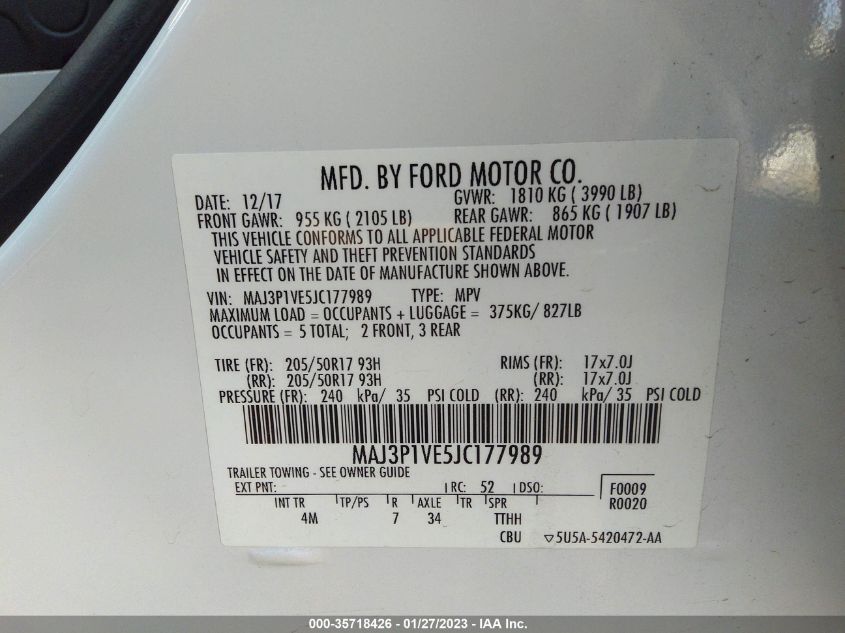 MFD. BY FORD MOTOR CO.
DATE: 12/17 GVWR: 1810 KG ( 3990 LB)
FRONT GAWR: 955 KG ( 2105 LB) REAR GAWR: 865 KG ( 1907 LB)
THIS VEHICLE CONFORMS TO ALL APPLICABLE FEDERAL MOTOR
VEHICLE SAFETY AND THEFT PREVENTION STANDARDS
IN EFFECT ON THE DATE OF MANUFACTURE SHOWN ABOVE.
VIN: MAJ3P1VE5JC177989 TYPE: MPV
MAXIMUM LOAD = OCCUPANTS + LUGGAGE = 375KG/ 827LB
OCCUPANTS = 5 TOTAL; 2 FRONT, 3 REAR
TIRE (FR): 205/50R17 93H RIMS (FR): 17x7.0J
(RR): 205/50R17 93H (RR): 17x7.0J
PRESSURE (FR): 240 kPa/ 35 PSI COLD (RR): 240 kPa/ 35 PSI COLD
MAJ3P1VE5JC177989
TRAILER TOWING - SEE OWNER GUIDE
EXT PNT: RC: 52 DSO: F0009
R0020
INT TR TP/PS R AXLE TR SPR
4M 7 34 TTHH
CBU ▽5U5A-5420472-AA
000-35718426 - 01/27/2023 - IAA Inc.